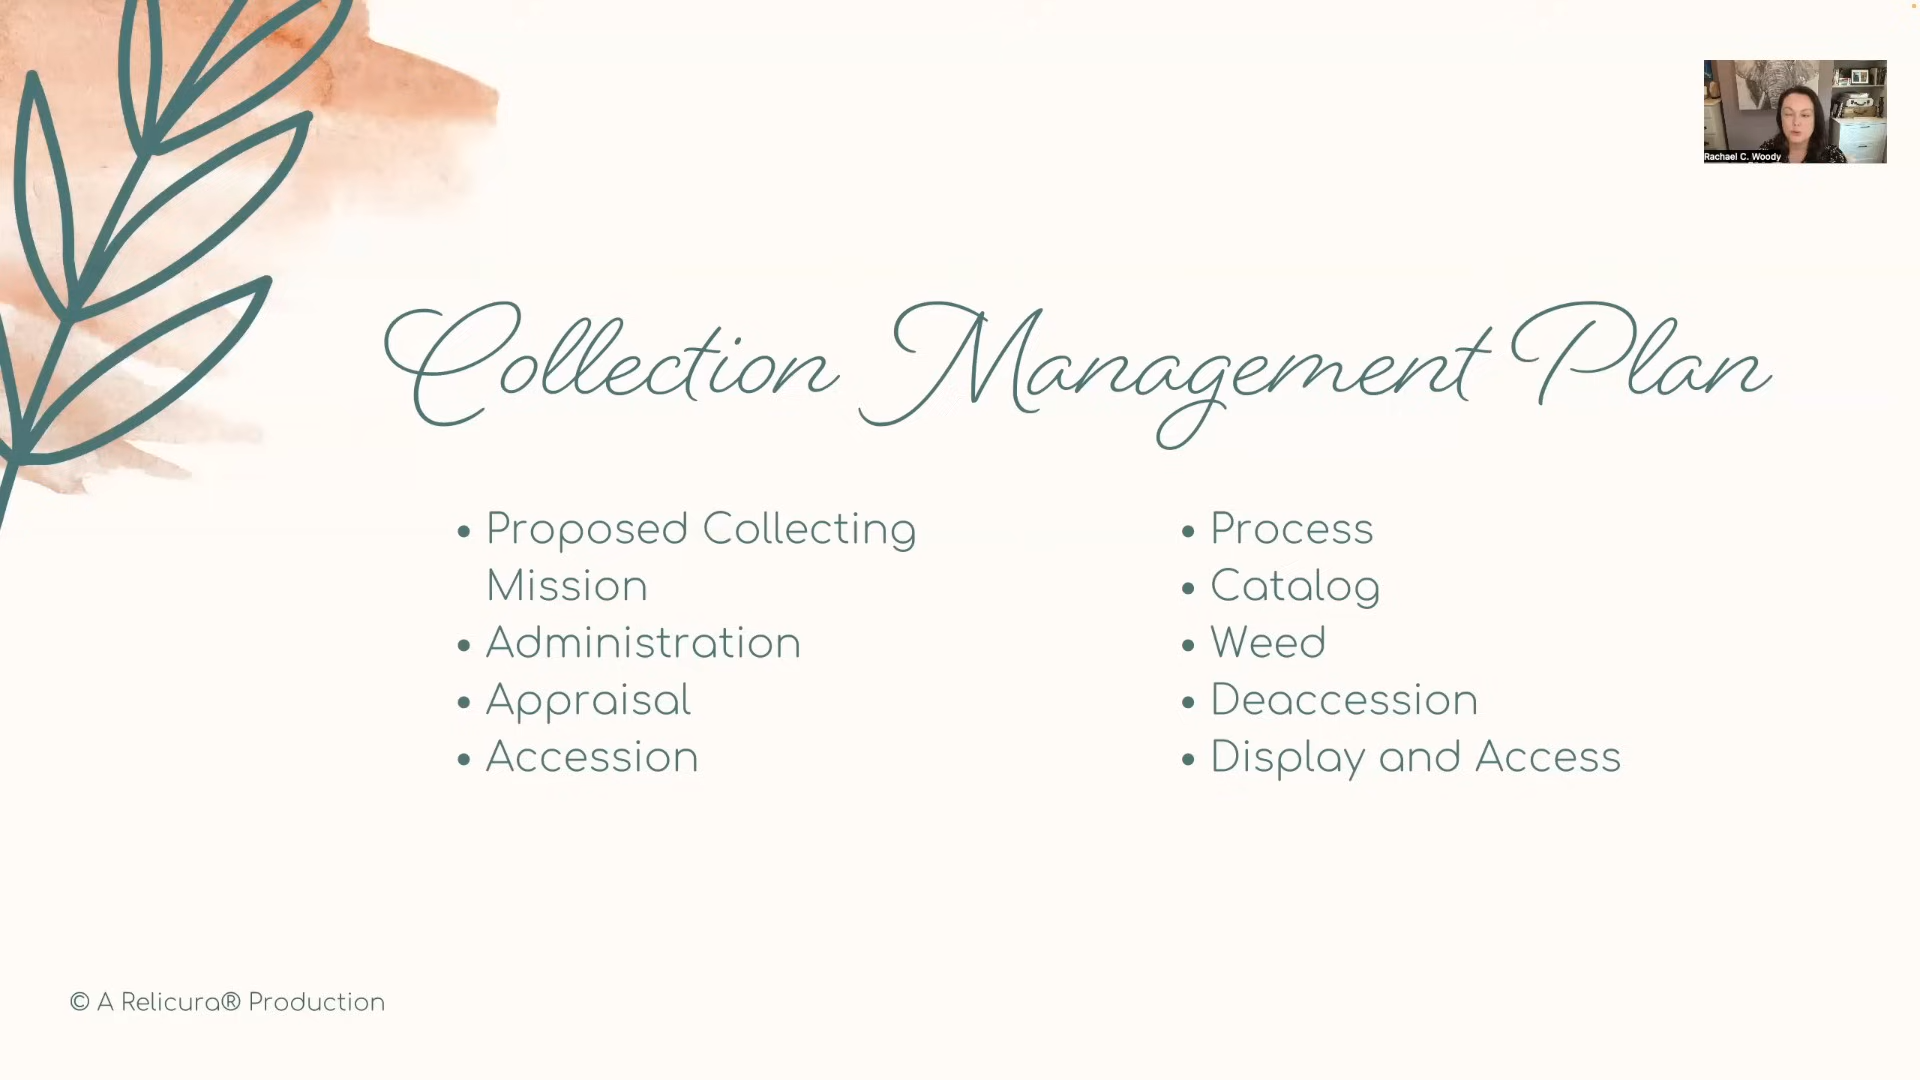 Rachael C. Woody
Collection Management Plan
• Proposed Collecting
Mission
• Administration
• Appraisal
• Accession
• Process
• Catalog
• Weed
• Deaccession
• Display and Access
© A Relicura® Production